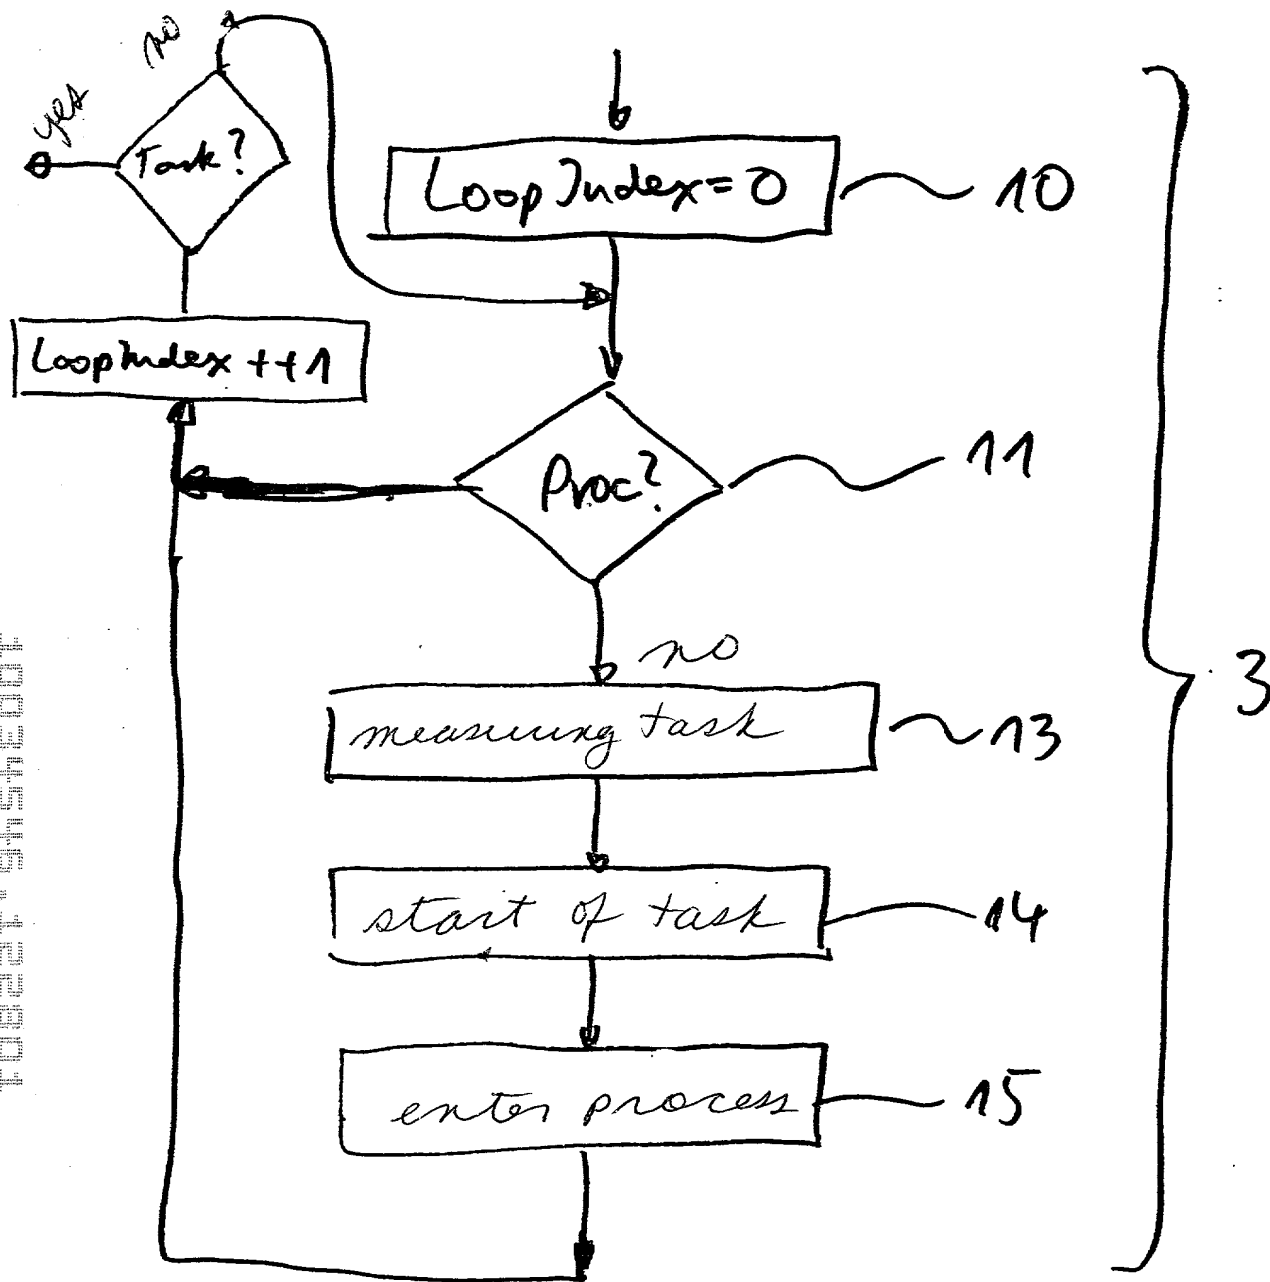 no
yes
Task?
LoopIndex=0
10
LoopIndex ++1
Proc?
11
no
3
measuring task
13
start of task
14
enter process
15